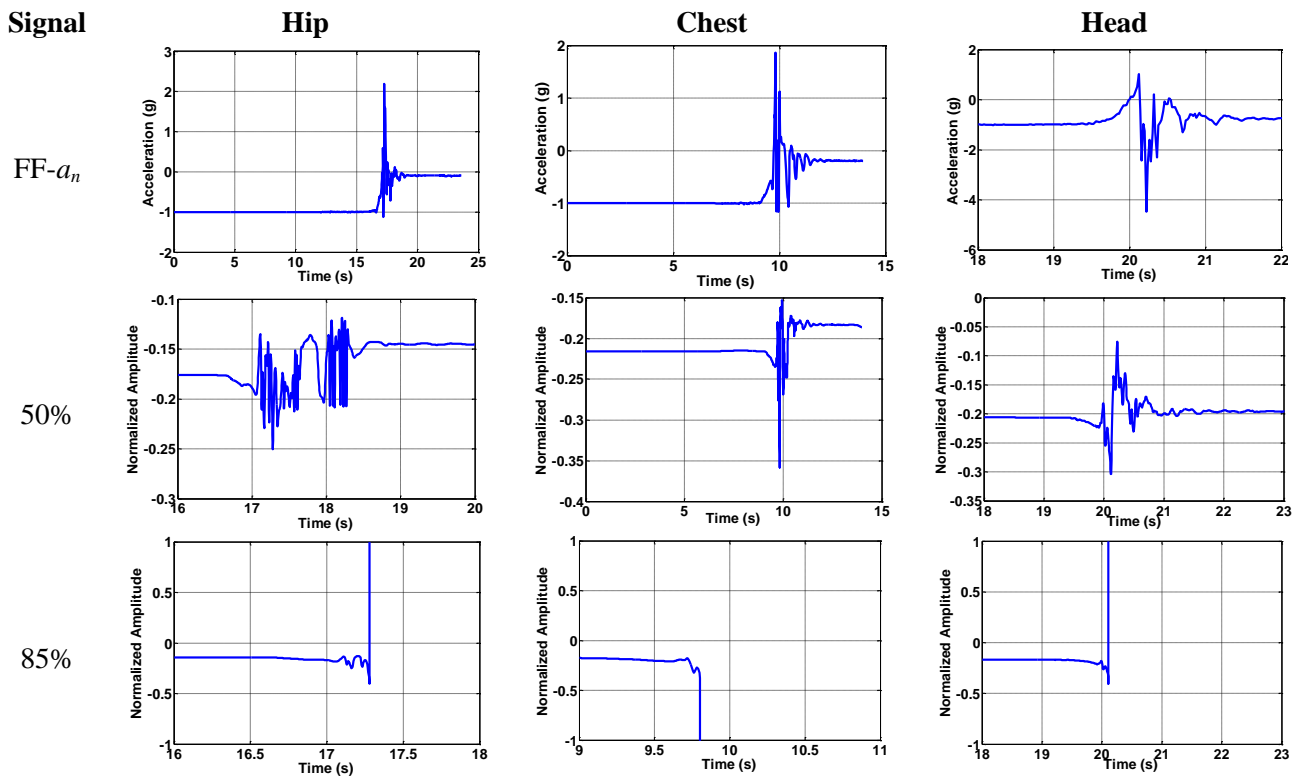 Signal Hip Chest Head
FF-aₙ
Acceleration (g)
3
2
1
0
-1
-2
0 5 10 15 20 25
Time (s)
Acceleration (g)
2
1
0
-1
-2
0 5 10 15
Time (s)
Acceleration (g)
0
-2
-4
-6
18 19 20 21 22
Time (s)
50%
Normalized Amplitude
-0.1
-0.15
-0.2
-0.25
-0.3
16 17 18 19 20
Time (s)
Normalized Amplitude
-0.15
-0.2
-0.25
-0.3
-0.35
-0.4
0 5 10 15
Time (s)
Normalized Amplitude
0
-0.05
-0.1
-0.15
-0.2
-0.25
-0.3
-0.35
18 19 20 21 22 23
Time (s)
85%
Normalized Amplitude
1
0.5
0
-0.5
-1
16 16.5 17 17.5 18
Time (s)
Normalized Amplitude
1
0.5
0
-0.5
-1
9 9.5 10 10.5 11
Time (s)
Normalized Amplitude
1
0.5
0
-0.5
-1
18 19 20 21 22 23
Time (s)